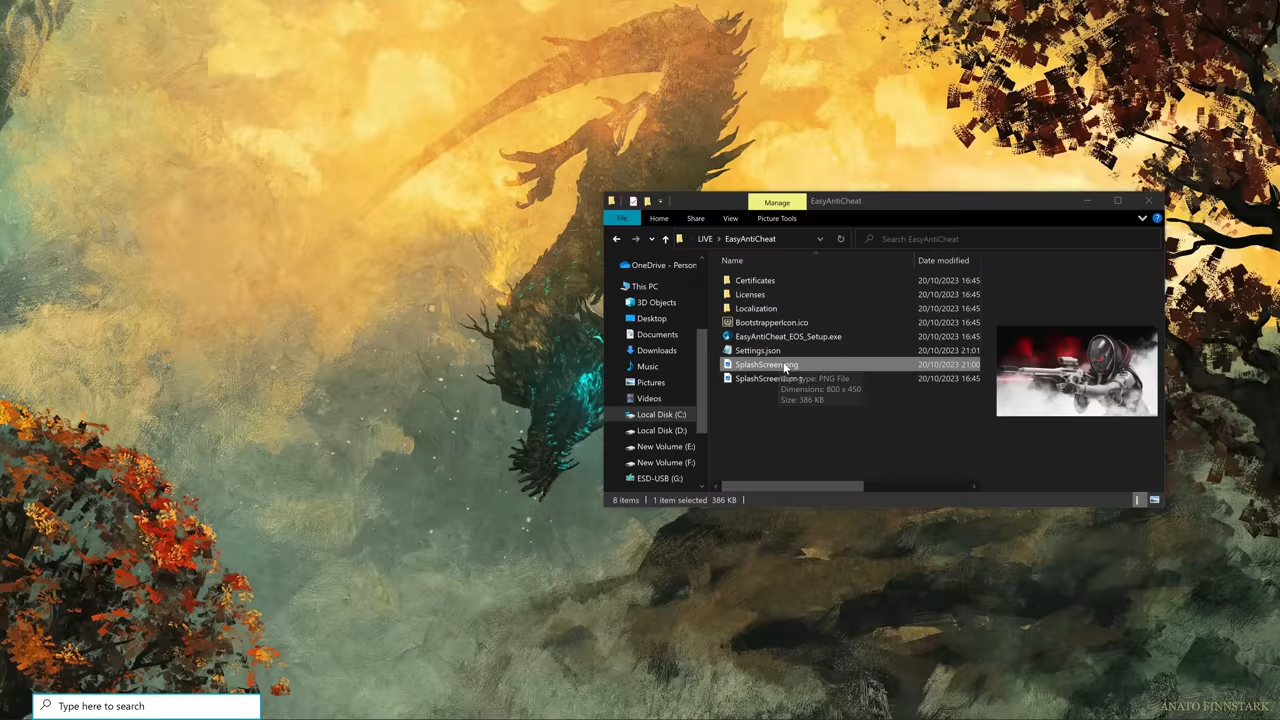 Manage
EasyAntiCheat
File
Home
Share
View
Picture Tools
LIVE > EasyAntiCheat
Search EasyAntiCheat
OneDrive - Person
This PC
3D Objects
Desktop
Documents
Downloads
Music
Pictures
Videos
Local Disk (C:)
Local Disk (D:)
New Volume (E:)
New Volume (F:)
ESD-USB (G:)
Name
Date modified
Certificates
20/10/2023 16:45
Licenses
20/10/2023 16:45
Localization
20/10/2023 16:45
BootstrapperIcon.ico
20/10/2023 16:45
EasyAntiCheat_EOS_Setup.exe
20/10/2023 16:45
Settings.json
20/10/2023 21:01
SplashScreen.png
20/10/2023 21:00
SplashScreen
20/10/2023 16:45
type: PNG File
Dimensions: 800 x 450
Size: 386 KB
8 items
1 item selected 386 KB
Type here to search
ANATO FINNSTARK